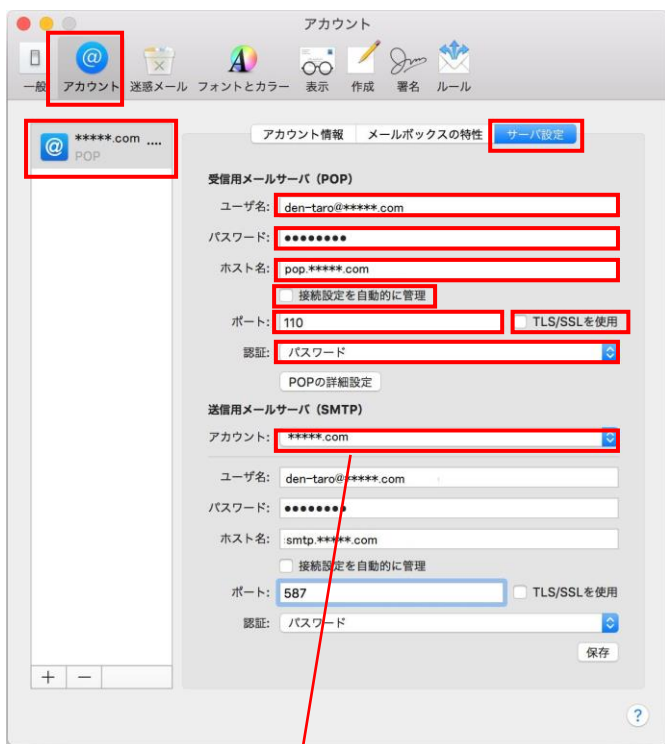 アカウント
一般 アカウント 迷惑メール フォントとカラー 表示 作成 署名 ルール
*****.com ....
POP
アカウント情報 メールボックスの特性 サーバ設定
受信用メールサーバ（POP）
ユーザ名: den-taro@*****.com
パスワード: ●●●●●●●●
ホスト名: pop.*****.com
接続設定を自動的に管理
ポート: 110 TLS/SSLを使用
認証: パスワード
POPの詳細設定
送信用メールサーバ（SMTP）
アカウント: *****.com
ユーザ名: den-taro@*****.com
パスワード: ●●●●●●●●
ホスト名: smtp.*****.com
接続設定を自動的に管理
ポート: 587 TLS/SSLを使用
認証: パスワード
保存
+ −
?